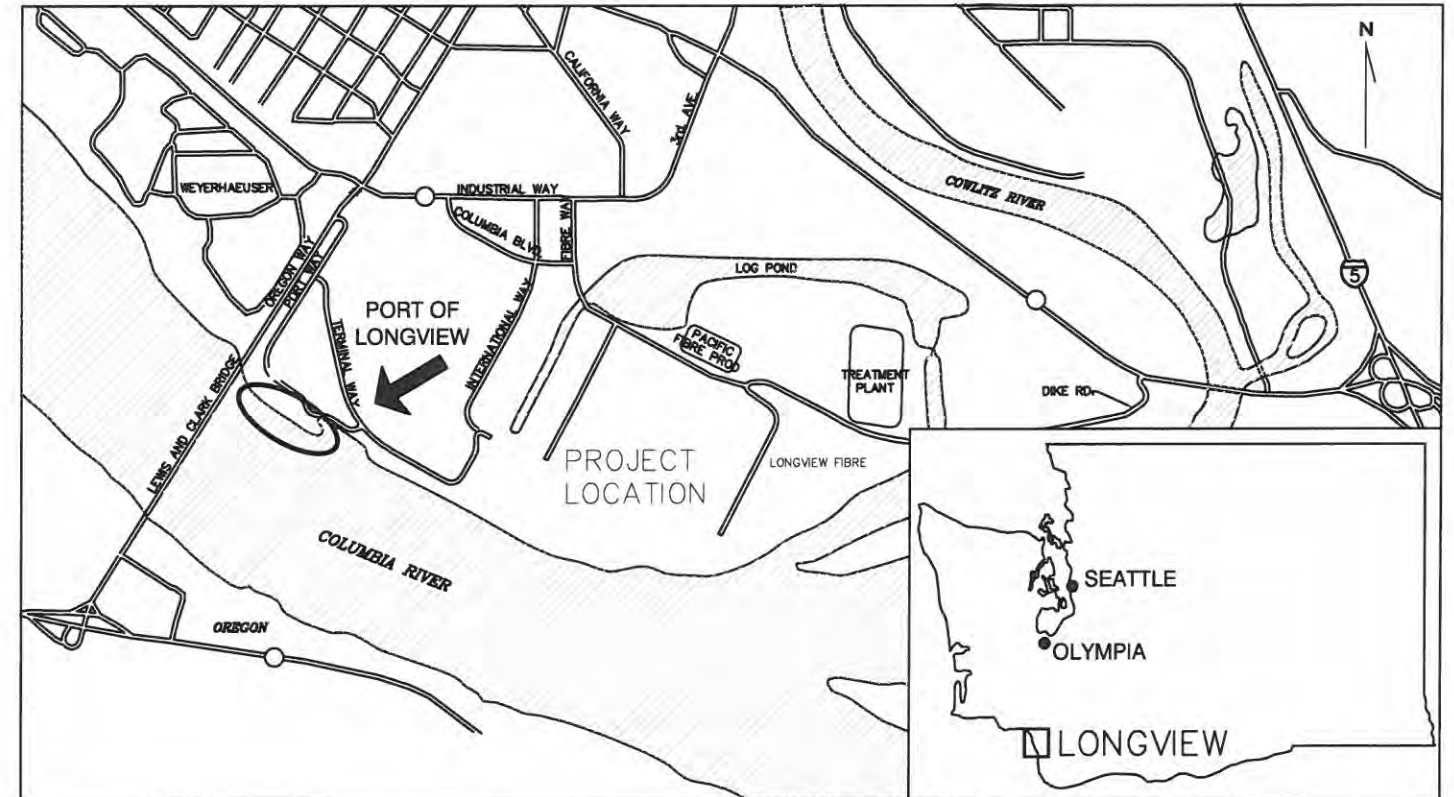 N
CALIFORNIA WAY
3rd AVE.
WEYERHAEUSER
INDUSTRIAL WAY
COWLITZ RIVER
COLUMBIA BLVD.
FIBRE WAY
LOG POND
5
OREGON WAY
PORT WAY
PORT OF
LONGVIEW
TERMINAL WAY
INTERNATIONAL WAY
PACIFIC
FIBRE PROD
TREATMENT
PLANT
DIKE RD.
LEWIS AND CLARK BRIDGE
PROJECT
LOCATION
LONGVIEW FIBRE
COLUMBIA RIVER
OREGON
SEATTLE
OLYMPIA
LONGVIEW